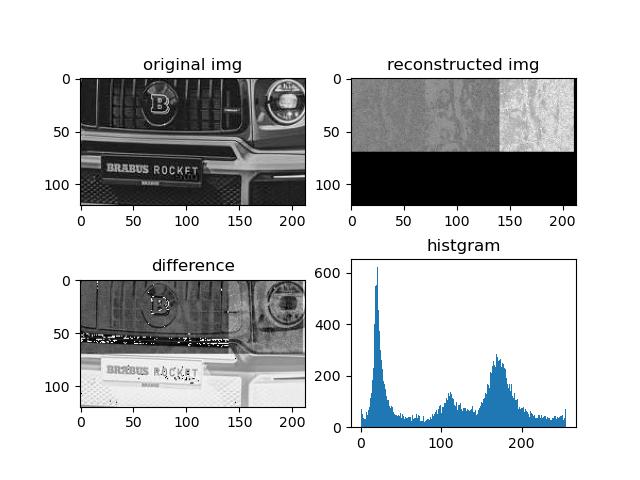 original img
reconstructed img
0
50
100
0 50 100 150 200
B
BRABUS ROCKET
BRABUS
0
50
100
0 50 100 150 200
difference
0
50
100
0 50 100 150 200
B
BRABUS ROCKET
histgram
600
400
200
0
0 100 200